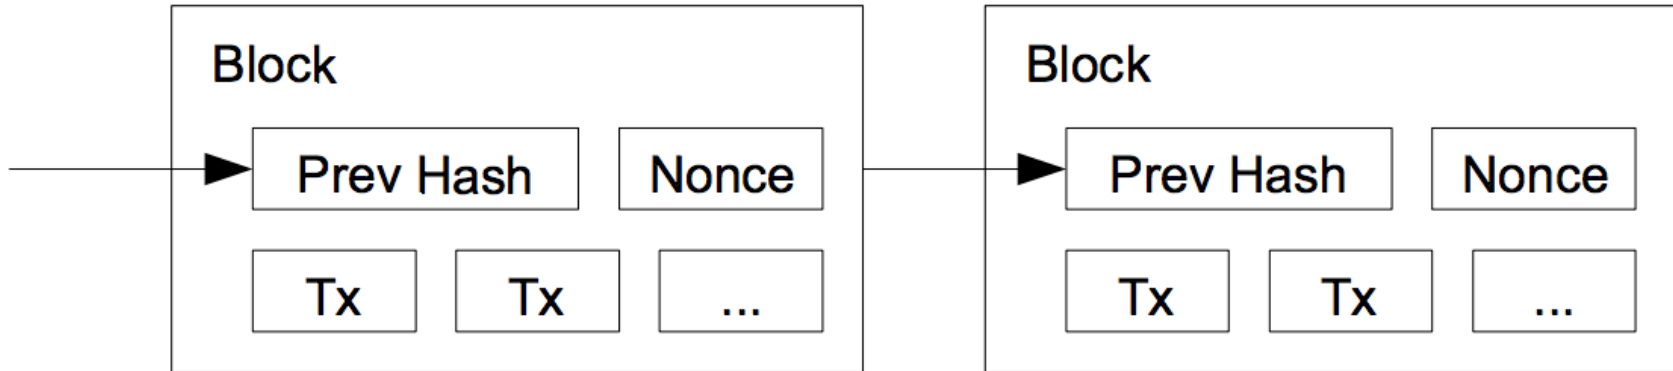 Block
Prev Hash Nonce
Tx Tx ...
Block
Prev Hash Nonce
Tx Tx ...